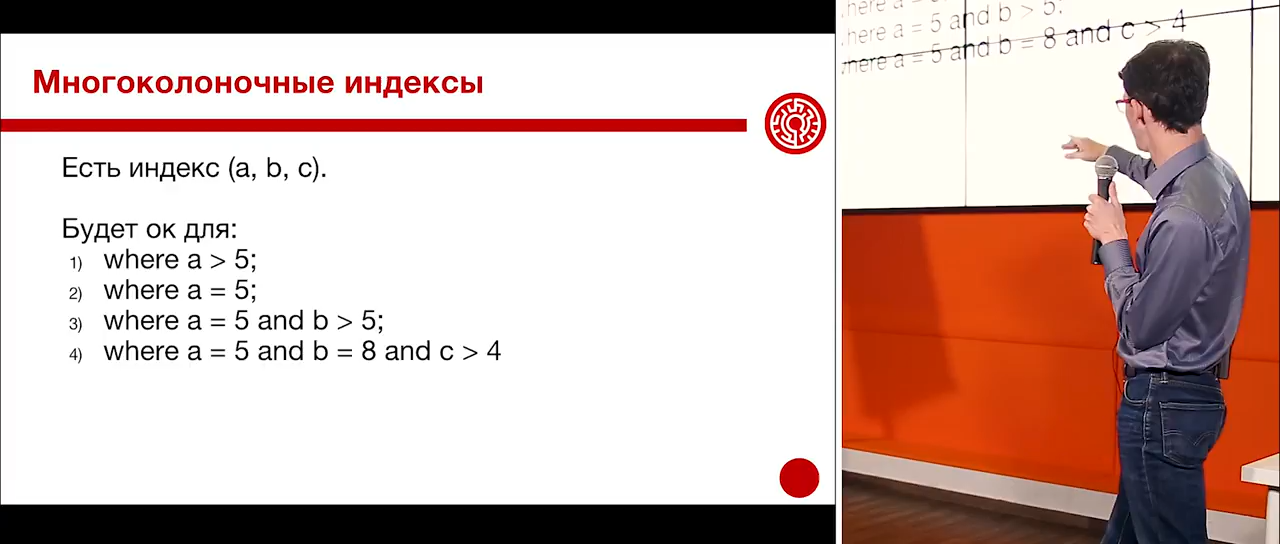 Многоколоночные индексы
Есть индекс (a, b, c).
Будет ок для:
1) where a > 5;
2) where a = 5;
3) where a = 5 and b > 5;
4) where a = 5 and b = 8 and c > 4
here a = 5 and b > 5;
where a = 5 and b = 8 and c > 4